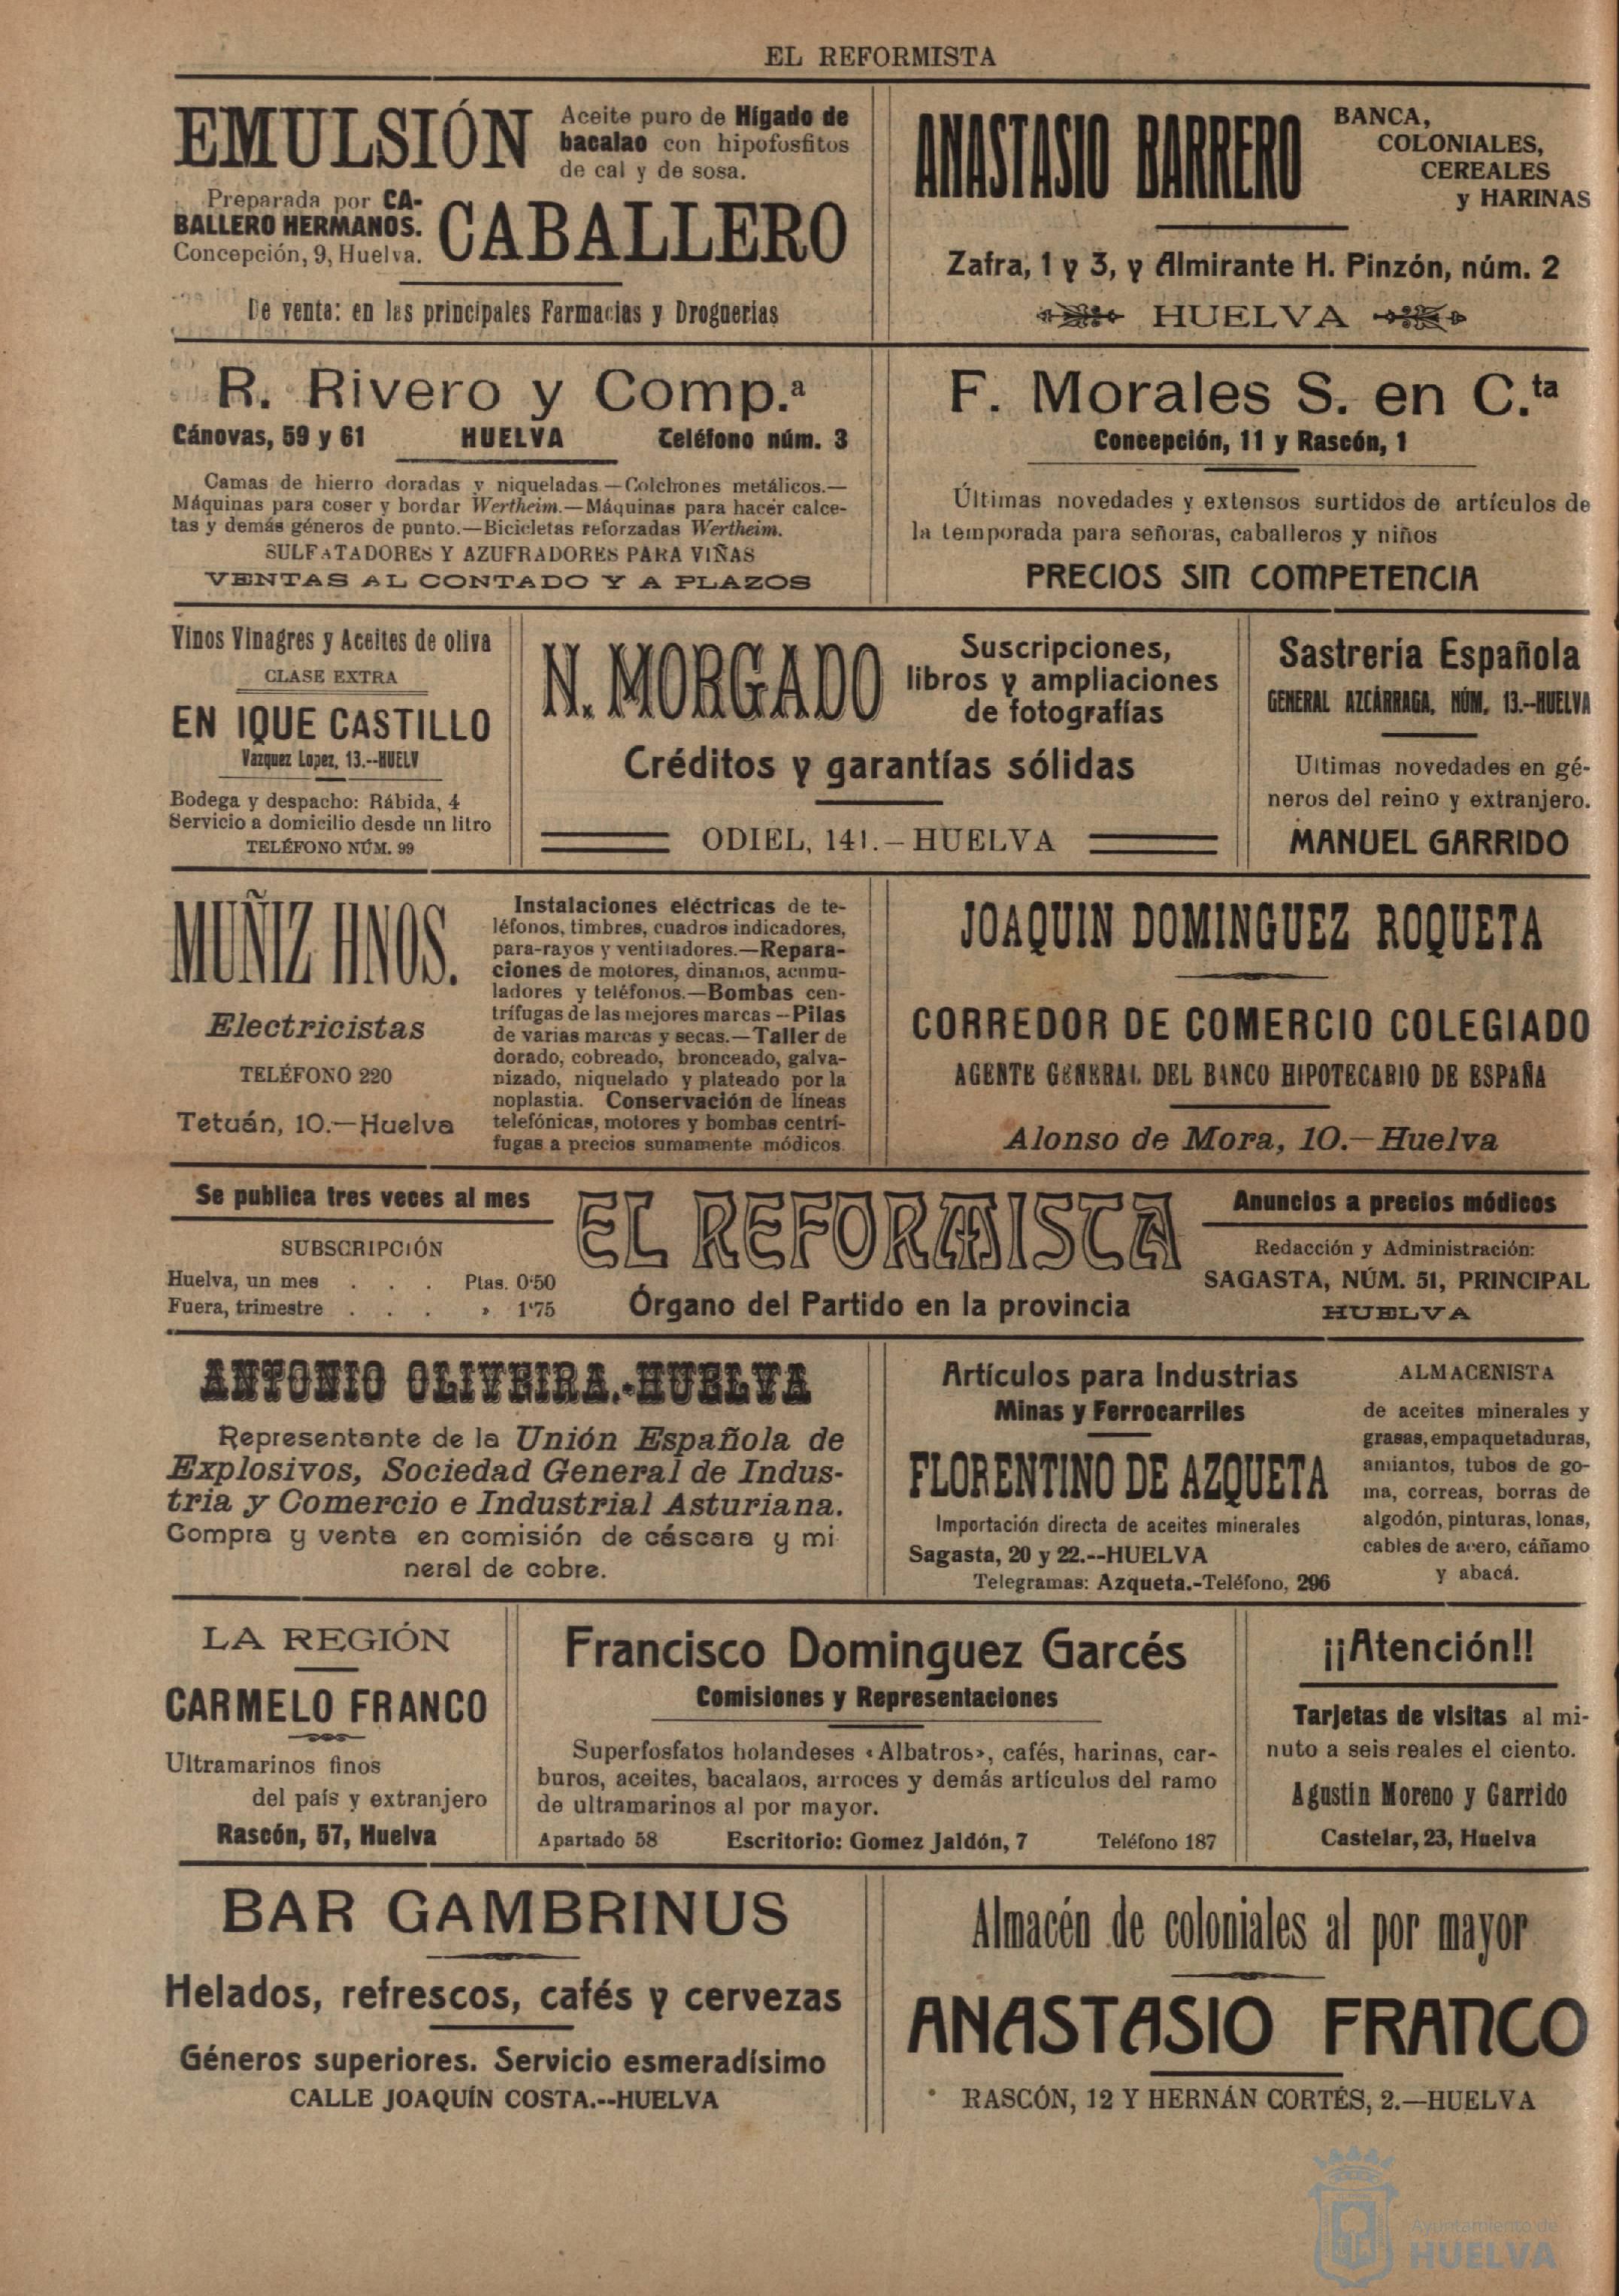 EL REFORMISTA
EMULSIÓN
Aceite puro de Hígado de
bacalao con hipofosfitos
de cal y de sosa.
Preparada por CA-
BALLERO HERMANOS.
Concepción, 9, Huelva.
CABALLERO
De venta: en las principales Farmacias y Droguerias
ANASTASIO BARRERO
BANCA,
COLONIALES,
CEREALES
y HARINAS
Zafra, 1 y 3, y Almirante H. Pinzón, núm. 2
HUELVA
R. Rivero y Comp.ª
Cánovas, 59 y 61 HUELVA Teléfono núm. 3
Camas de hierro doradas y niqueladas.—Colchones metálicos.—
Máquinas para coser y bordar Wertheim.—Máquinas para hacer calce-
tas y demás géneros de punto.—Bicicletas reforzadas Wertheim.
SULFATADORES Y AZUFRADORES PARA VIÑAS
VENTAS AL CONTADO Y A PLAZOS
F. Morales S. en C.ta
Concepción, 11 y Rascón, 1
Últimas novedades y extensos surtidos de artículos de
la temporada para señoras, caballeros y niños
PRECIOS SIN COMPETENCIA
Vinos Vinagres y Aceites de oliva
CLASE EXTRA
EN IQUE CASTILLO
Vazquez Lopez, 13.--HUELV
Bodega y despacho: Rábida, 4
Servicio a domicilio desde un litro
TELÉFONO NÚM. 99
N. MORGADO
Suscripciones,
libros y ampliaciones
de fotografías
Créditos y garantías sólidas
ODIEL, 141.—HUELVA
Sastrería Española
GENERAL AZCÁRRAGA, NÚM. 13.--HUELVA
Ultimas novedades en gé-
neros del reino y extranjero.
MANUEL GARRIDO
MUÑIZ HNOS.
Electricistas
TELÉFONO 220
Tetuán, 10.—Huelva
Instalaciones eléctricas de te-
léfonos, timbres, cuadros indicadores,
para-rayos y ventiladores.—Repara-
ciones de motores, dinamos, acumu-
ladores y teléfonos.—Bombas cen-
trífugas de las mejores marcas—Pilas
de varias marcas y secas.—Taller de
dorado, cobreado, bronceado, galva-
nizado, niquelado y plateado por la
noplastia. Conservación de líneas
telefónicas, motores y bombas centrí-
fugas a precios sumamente módicos.
JOAQUIN DOMINGUEZ ROQUETA
CORREDOR DE COMERCIO COLEGIADO
AGENTE GENERAL DEL BANCO HIPOTECARIO DE ESPAÑA
Alonso de Mora, 10.—Huelva
Se publica tres veces al mes
SUBSCRIPCIÓN
Huelva, un mes . . . Ptas. 0'50
Fuera, trimestre . . . » 1'75
EL REFORMISTA
Órgano del Partido en la provincia
Anuncios a precios módicos
Redacción y Administración:
SAGASTA, NÚM. 51, PRINCIPAL
HUELVA
ANTONIO OLIVEIRA.-HUELVA
Representante de la Unión Española de
Explosivos, Sociedad General de Indus-
tria y Comercio e Industrial Asturiana.
Compra y venta en comisión de cáscara y mi
neral de cobre.
Artículos para Industrias
Minas y Ferrocarriles
FLORENTINO DE AZQUETA
Importación directa de aceites minerales
Sagasta, 20 y 22.--HUELVA
Telegramas: Azqueta.-Teléfono, 296
ALMACENISTA
de aceites minerales y
grasas, empaquetaduras,
amiantos, tubos de go-
ma, correas, borras de
algodón, pinturas, lonas,
cables de acero, cáñamo
y abacá.
LA REGIÓN
CARMELO FRANCO
Ultramarinos finos
del país y extranjero
Rascón, 57, Huelva
Francisco Dominguez Garcés
Comisiones y Representaciones
Superfosfatos holandeses «Albatros», cafés, harinas, car-
buros, aceites, bacalaos, arroces y demás artículos del ramo
de ultramarinos al por mayor.
Apartado 58 Escritorio: Gomez Jaldón, 7 Teléfono 187
¡¡Atención!!
Tarjetas de visitas al mi-
nuto a seis reales el ciento.
Agustin Moreno y Garrido
Castelar, 23, Huelva
BAR GAMBRINUS
Helados, refrescos, cafés y cervezas
Géneros superiores. Servicio esmeradísimo
CALLE JOAQUÍN COSTA.--HUELVA
Almacén de coloniales al por mayor
ANASTASIO FRANCO
RASCÓN, 12 Y HERNÁN CORTÉS, 2.—HUELVA
Ayuntamiento de
HUELVA